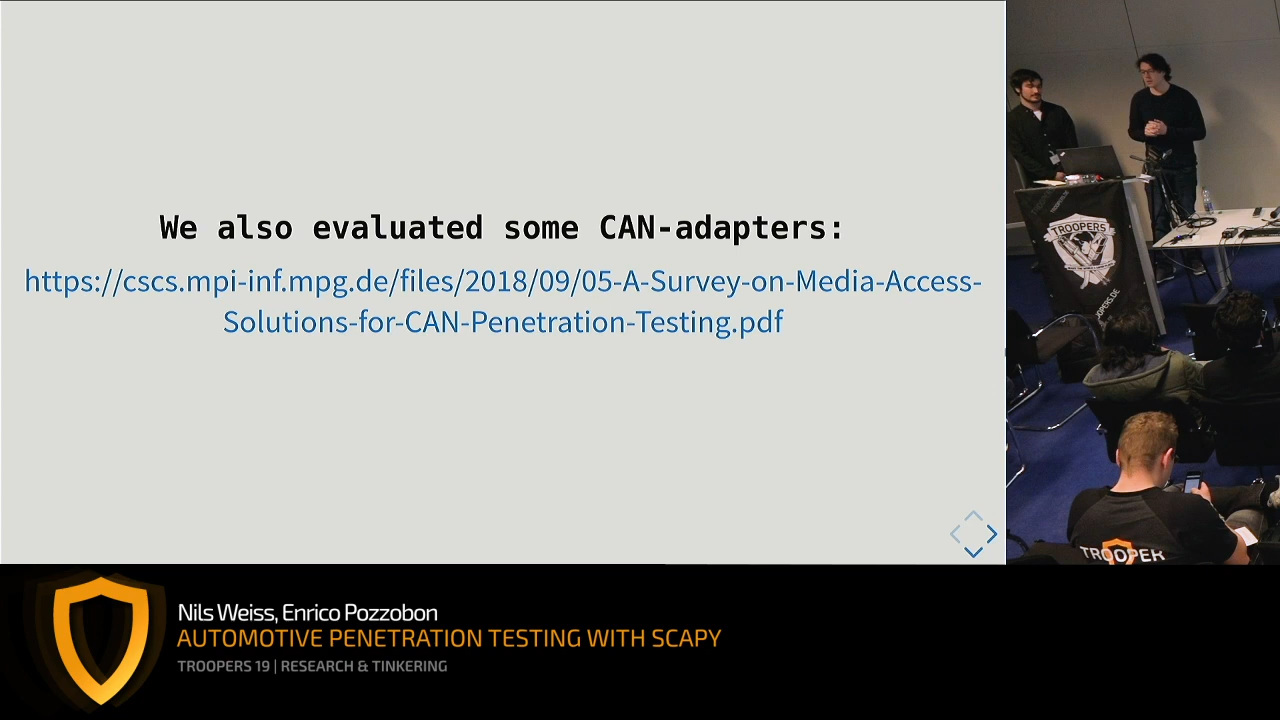 We also evaluated some CAN-adapters:
https://cscs.mpi-inf.mpg.de/files/2018/09/05-A-Survey-on-Media-Access-
Solutions-for-CAN-Penetration-Testing.pdf
TROOPERS
TROOPER
Nils Weiss, Enrico Pozzobon
AUTOMOTIVE PENETRATION TESTING WITH SCAPY
TROOPERS 19 | RESEARCH & TINKERING